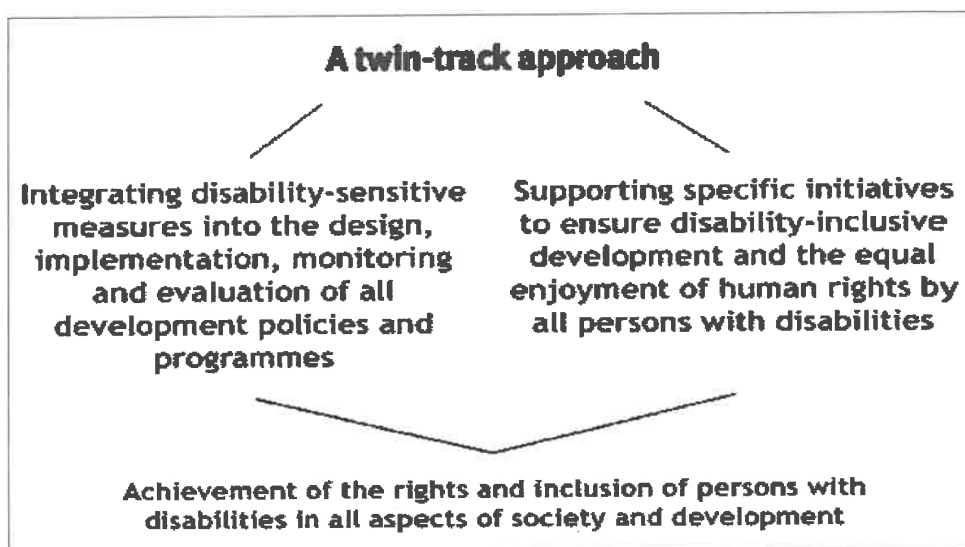 A twin-track approach
Integrating disability-sensitive
measures into the design,
implementation, monitoring
and evaluation of all
development policies and
programmes
Supporting specific initiatives
to ensure disability-inclusive
development and the equal
enjoyment of human rights by
all persons with disabilities
Achievement of the rights and inclusion of persons with
disabilities in all aspects of society and development